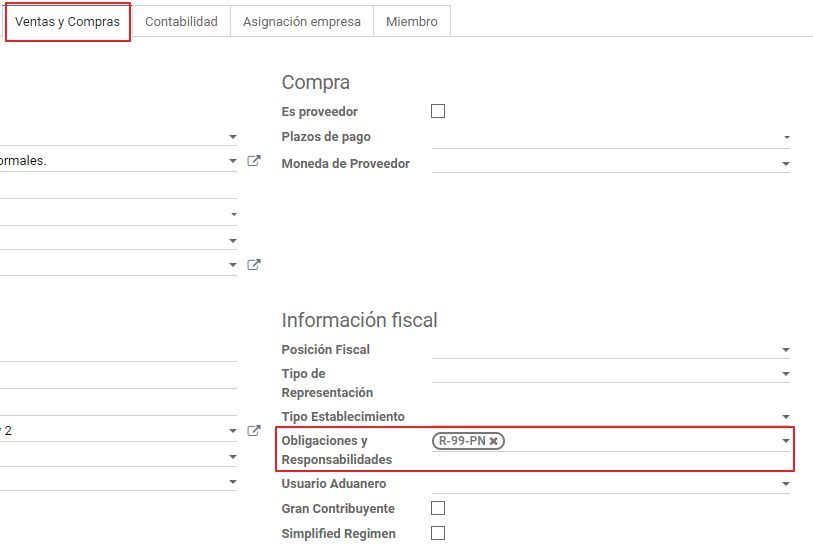 Ventas y Compras Contabilidad Asignación empresa Miembro
Compra
Es proveedor
Plazos de pago
ormales.
Moneda de Proveedor
Información fiscal
Posición Fiscal
Tipo de
Representación
Tipo Establecimiento
2
Obligaciones y
Responsabilidades
R-99-PN
Usuario Aduanero
Gran Contribuyente
Simplified Regimen